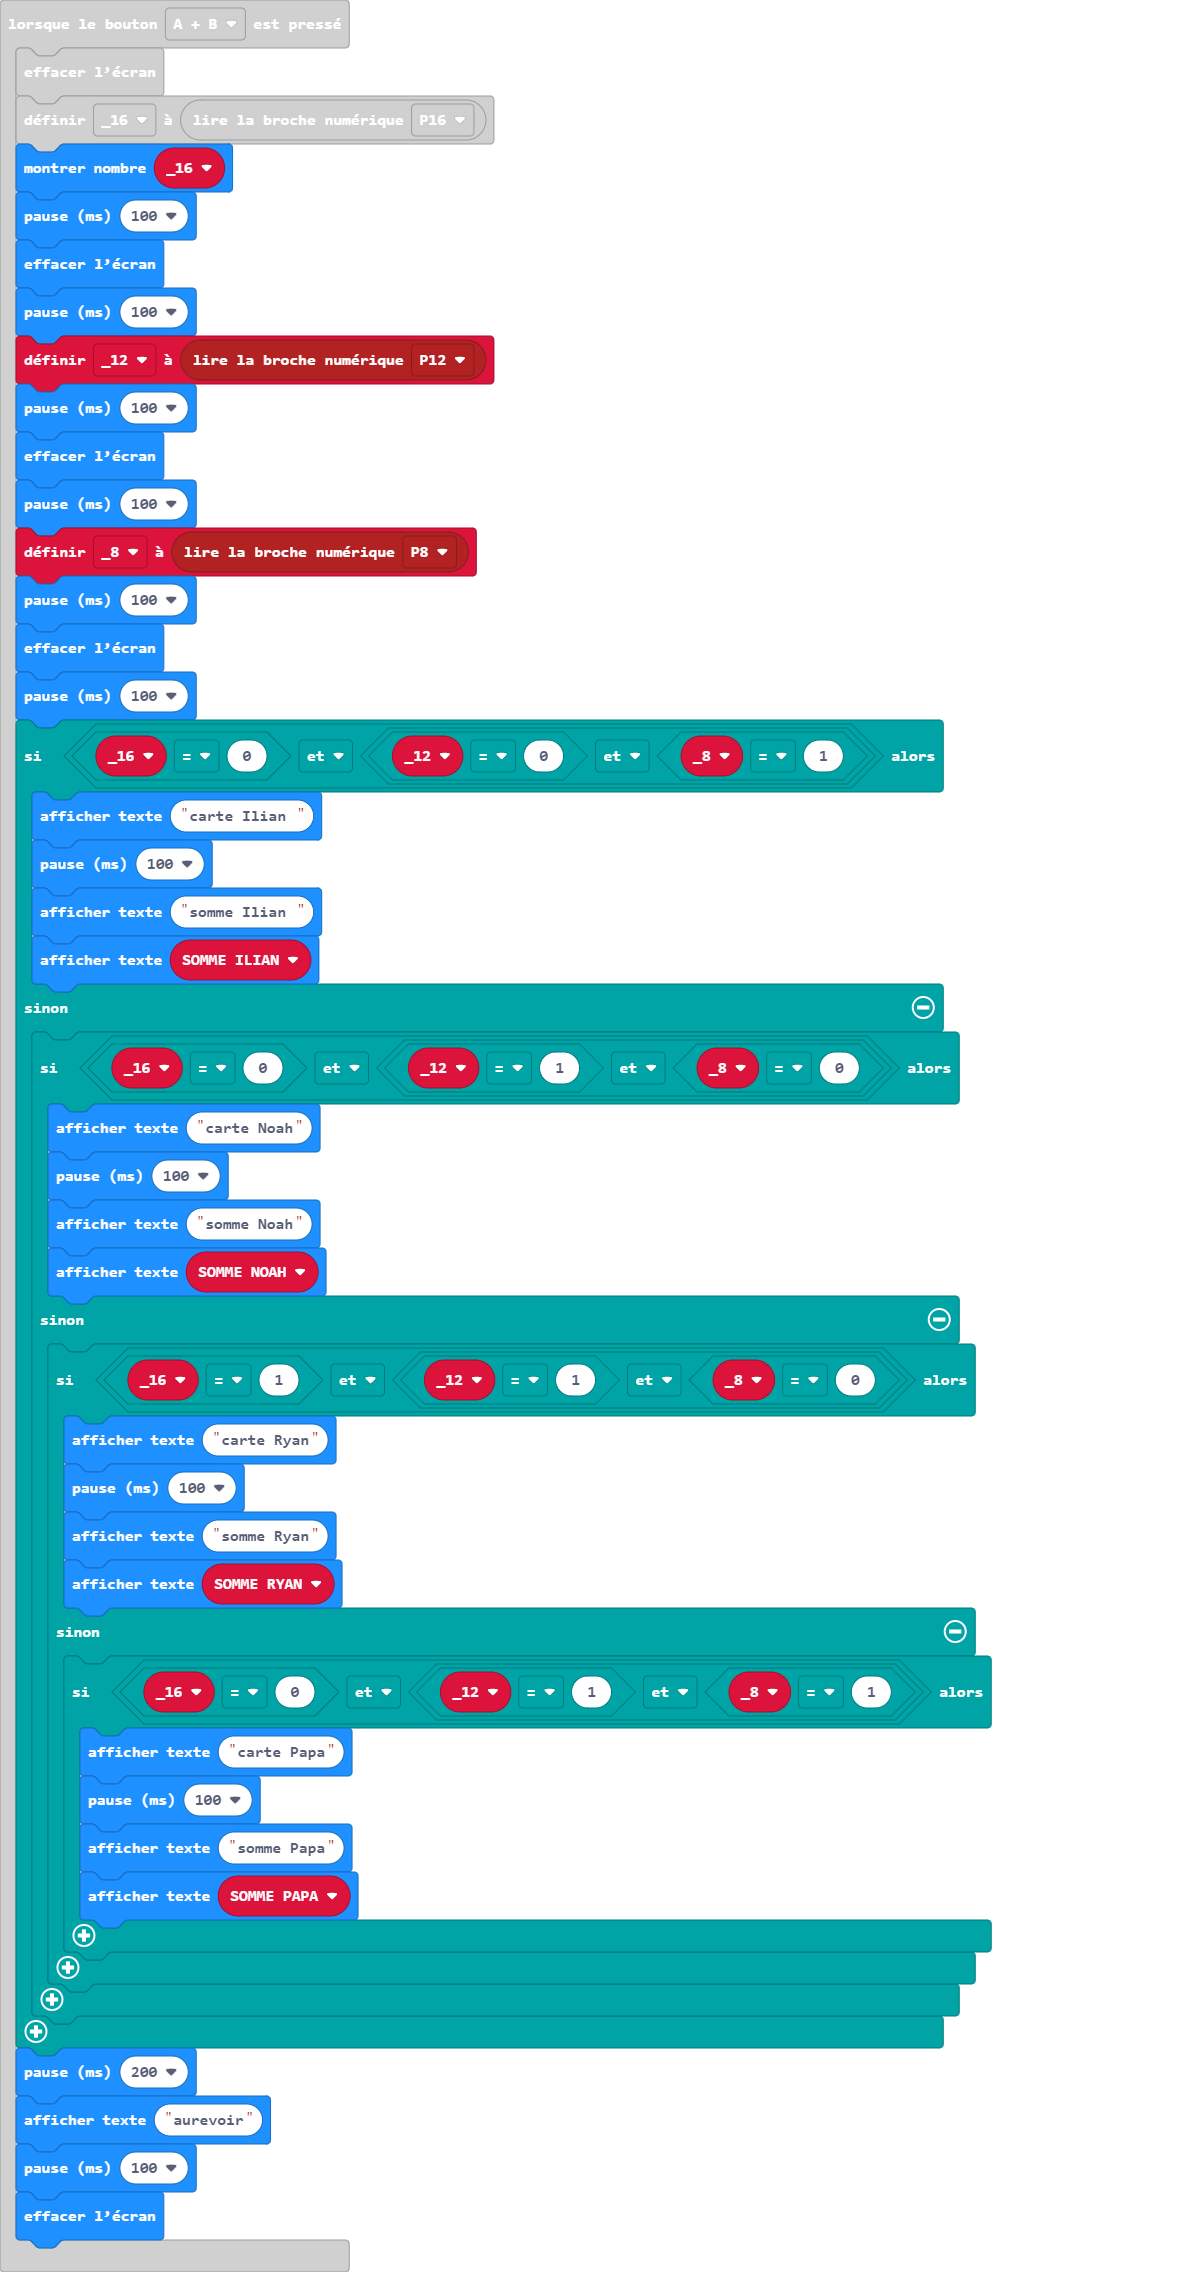 lorsque le bouton A + B est pressé
effacer l'écran
définir _16 à lire la broche numérique P16
montrer nombre _16
pause (ms) 100
effacer l'écran
pause (ms) 100
définir _12 à lire la broche numérique P12
pause (ms) 100
effacer l'écran
pause (ms) 100
définir _8 à lire la broche numérique P8
pause (ms) 100
effacer l'écran
pause (ms) 100
si _16 = 0 et _12 = 0 et _8 = 1 alors
afficher texte "carte Ilian "
pause (ms) 100
afficher texte "somme Ilian "
afficher texte SOMME ILIAN
sinon
si _16 = 0 et _12 = 1 et _8 = 0 alors
afficher texte "carte Noah"
pause (ms) 100
afficher texte "somme Noah"
afficher texte SOMME NOAH
sinon
si _16 = 1 et _12 = 1 et _8 = 0 alors
afficher texte "carte Ryan"
pause (ms) 100
afficher texte "somme Ryan"
afficher texte SOMME RYAN
sinon
si _16 = 0 et _12 = 1 et _8 = 1 alors
afficher texte "carte Papa"
pause (ms) 100
afficher texte "somme Papa"
afficher texte SOMME PAPA
pause (ms) 200
afficher texte "aurevoir"
pause (ms) 100
effacer l'écran